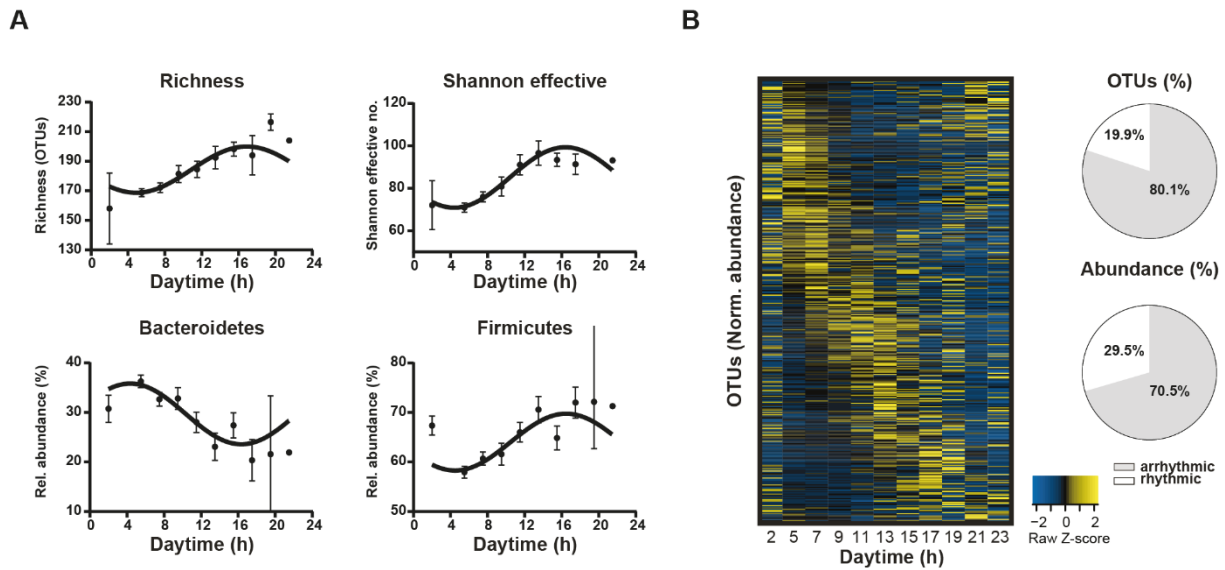 A
Richness
Richness (OTUs)
230
210
190
170
150
130
0 4 8 12 16 20 24
Daytime (h)
Shannon effective
Shannon effective no.
120
100
80
60
0 4 8 12 16 20 24
Daytime (h)
Bacteroidetes
Rel. abundance (%)
40
30
20
10
0 4 8 12 16 20 24
Daytime (h)
Firmicutes
Rel. abundance (%)
80
70
60
50
0 4 8 12 16 20 24
Daytime (h)
B
OTUs (Norm. abundance)
2 5 7 9 11 13 15 17 19 21 23
Daytime (h)
OTUs (%)
19.9%
80.1%
Abundance (%)
29.5%
70.5%
arrhythmic
rhythmic
−2 0 2
Raw Z-score